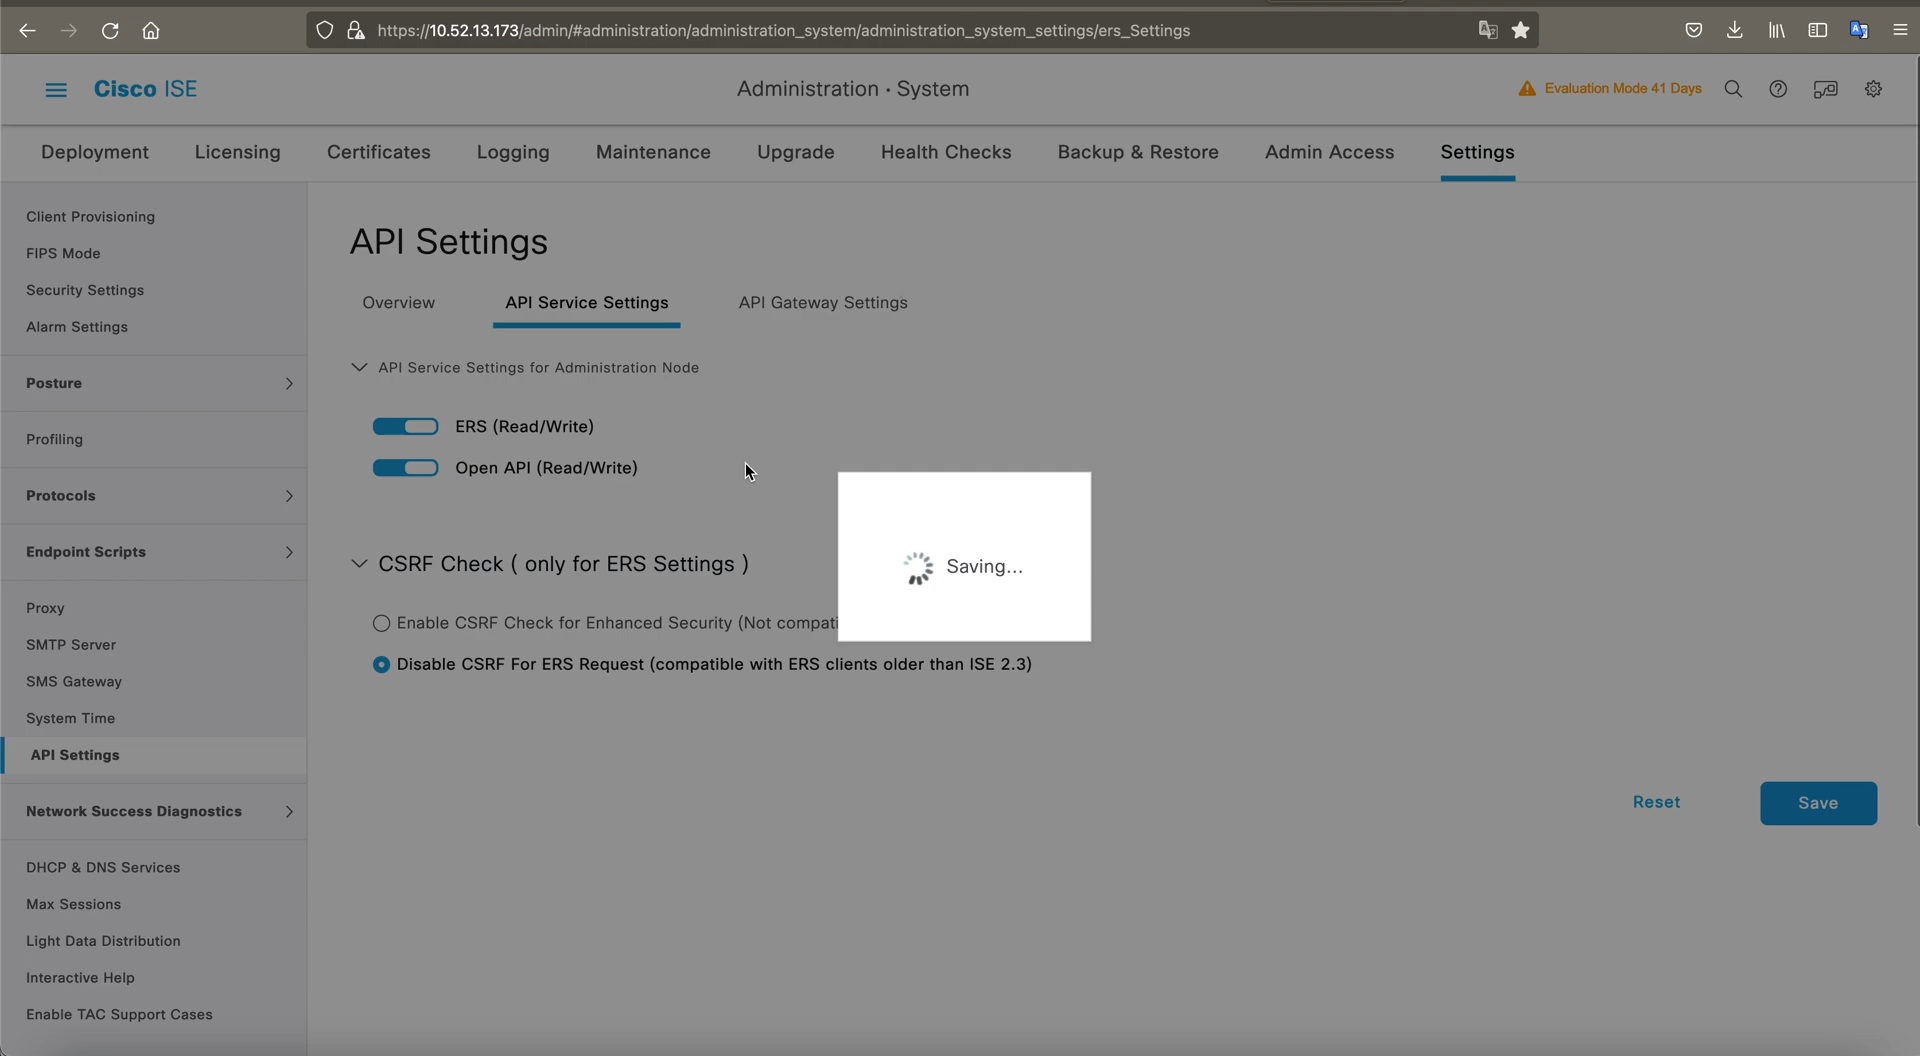 https://10.52.13.173/admin/#administration/administration_system/administration_system_settings/ers_Settings
Cisco ISE
Administration · System
Evaluation Mode 41 Days
Deployment
Licensing
Certificates
Logging
Maintenance
Upgrade
Health Checks
Backup & Restore
Admin Access
Settings
Client Provisioning
FIPS Mode
Security Settings
Alarm Settings
Posture
Profiling
Protocols
Endpoint Scripts
Proxy
SMTP Server
SMS Gateway
System Time
API Settings
Network Success Diagnostics
DHCP & DNS Services
Max Sessions
Light Data Distribution
Interactive Help
Enable TAC Support Cases
API Settings
Overview
API Service Settings
API Gateway Settings
API Service Settings for Administration Node
ERS (Read/Write)
Open API (Read/Write)
CSRF Check ( only for ERS Settings )
Enable CSRF Check for Enhanced Security (Not compati
Disable CSRF For ERS Request (compatible with ERS clients older than ISE 2.3)
Saving...
Reset
Save